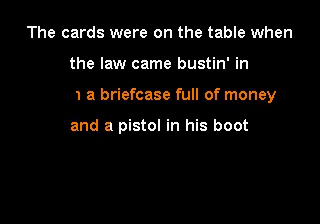 The cards were on the table when
the law came bustin' in
a briefcase full of money
and a pistol in his boot